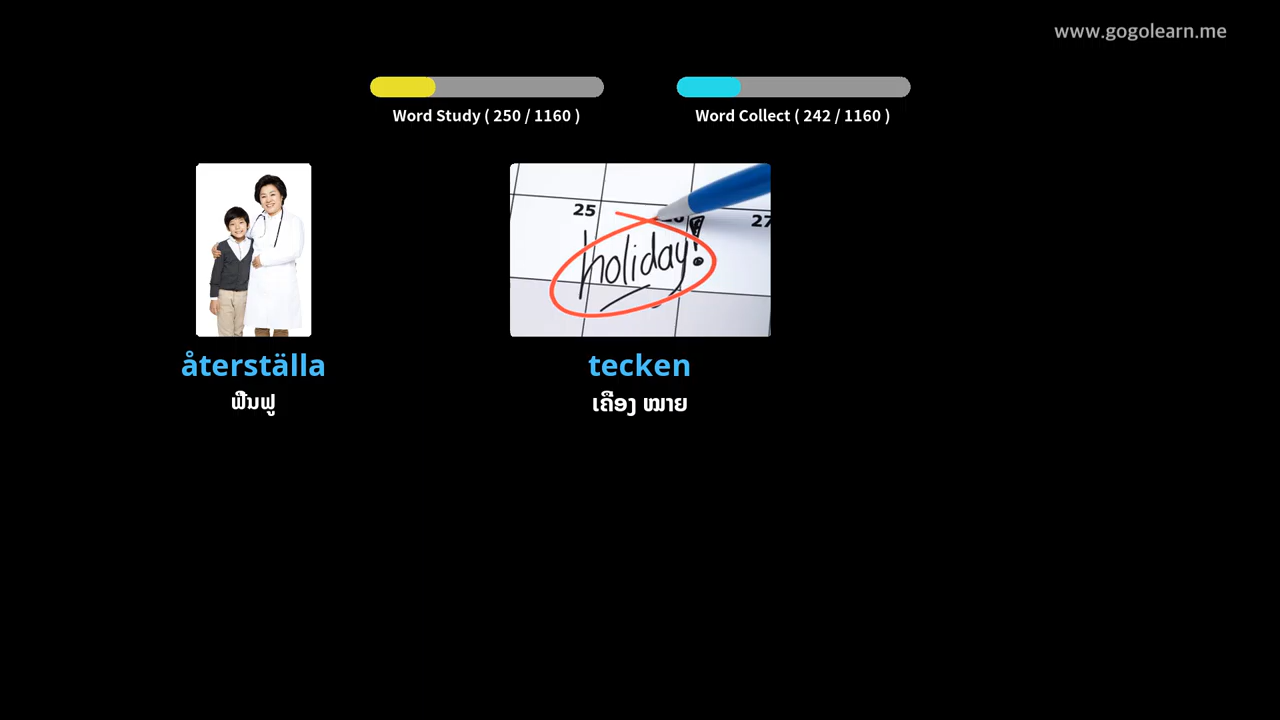 www.gogolearn.me
Word Study ( 250 / 1160 )
Word Collect ( 242 / 1160 )
25
27
holiday!
återställa
tecken
ຟື້ນຟູ
ເຄືອງ ໝາຍ